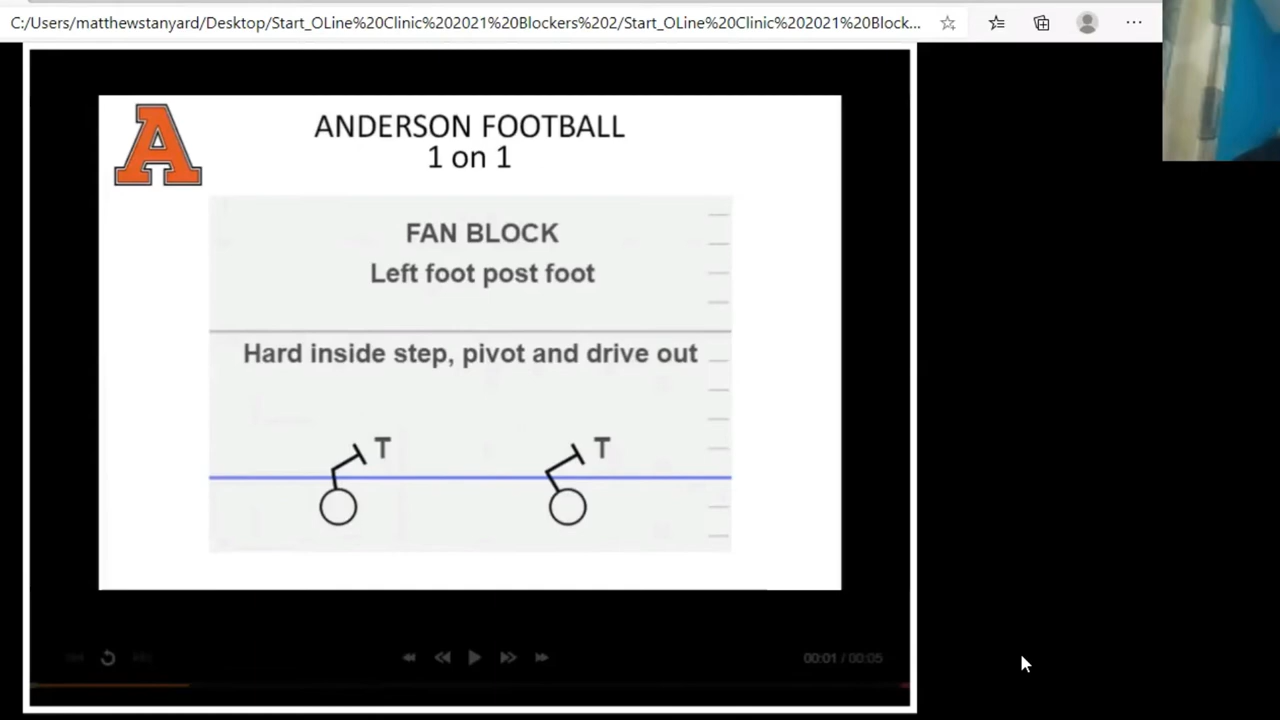 C:/Users/matthewstanyard/Desktop/Start_OLine%20Clinic%202021%20Blockers%202/Start_OLine%20Clinic%202021%20Block...
A
ANDERSON FOOTBALL
1 on 1
FAN BLOCK
Left foot post foot
Hard inside step, pivot and drive out
T T
00:01 / 00:05